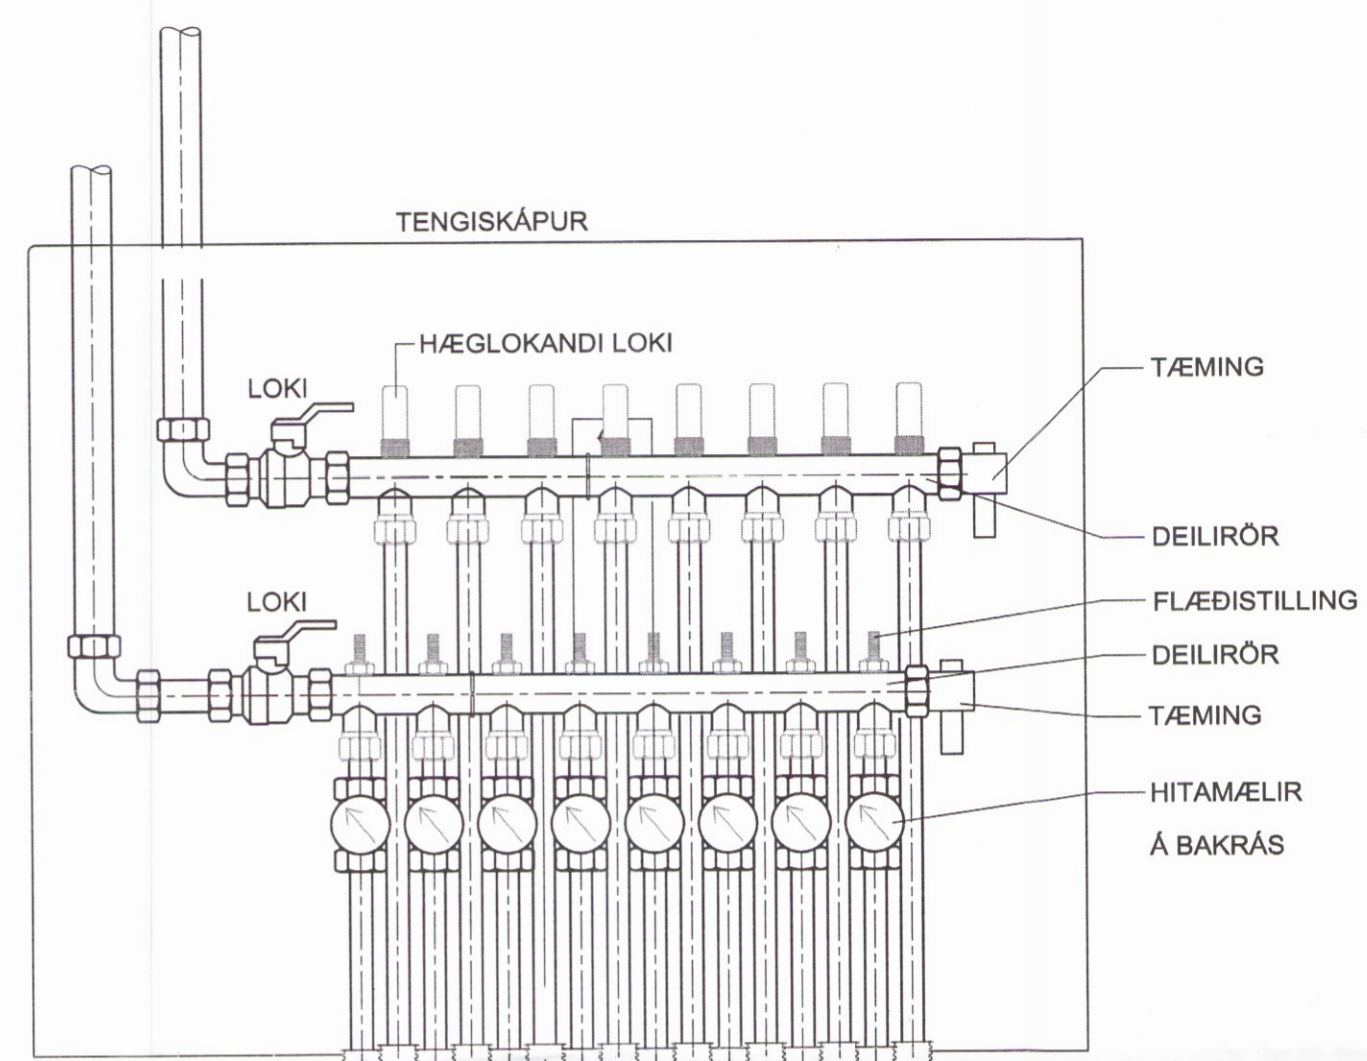 TENGISKÁPUR
HÆGLOKANDI LOKI
LOKI
TÆMING
DEILIRÖR
LOKI
FLÆÐISTILLING
DEILIRÖR
TÆMING
HITAMÆLIR
Á BAKRÁS